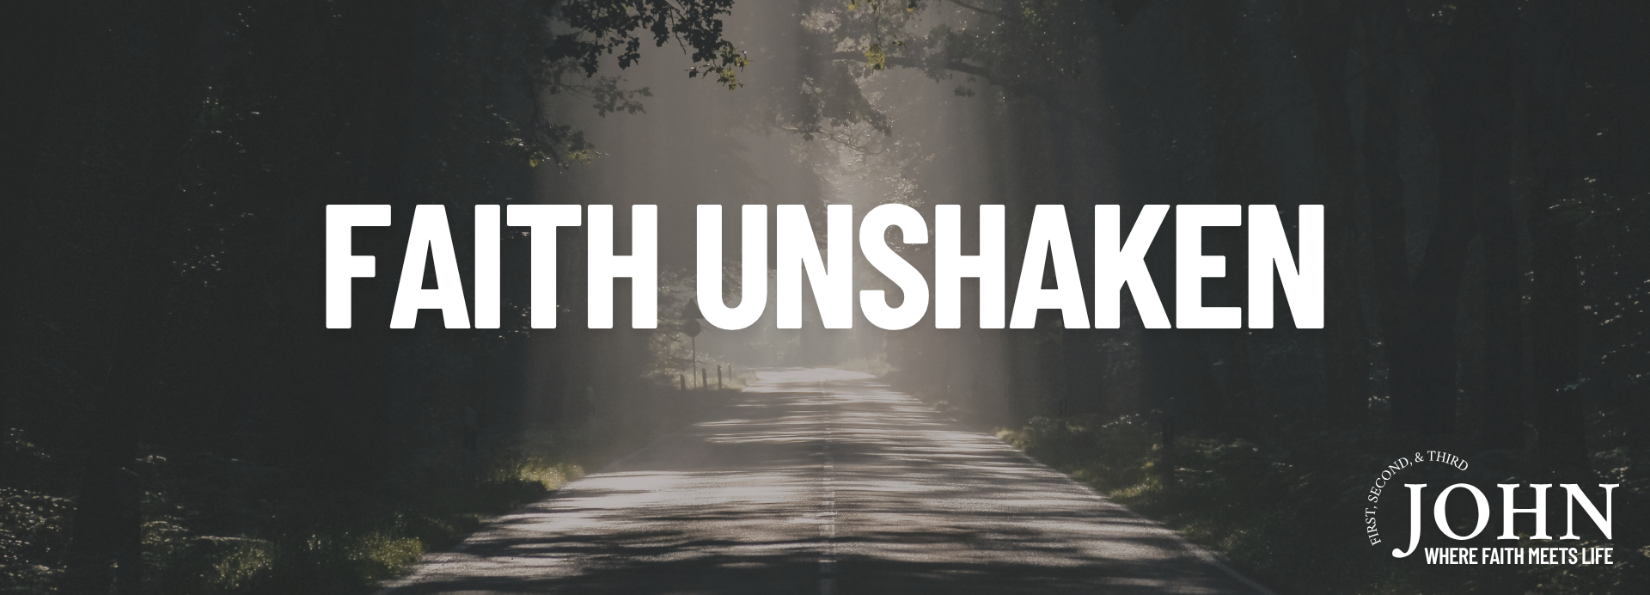 FAITH UNSHAKEN
FIRST, SECOND, & THIRD
JOHN
WHERE FAITH MEETS LIFE